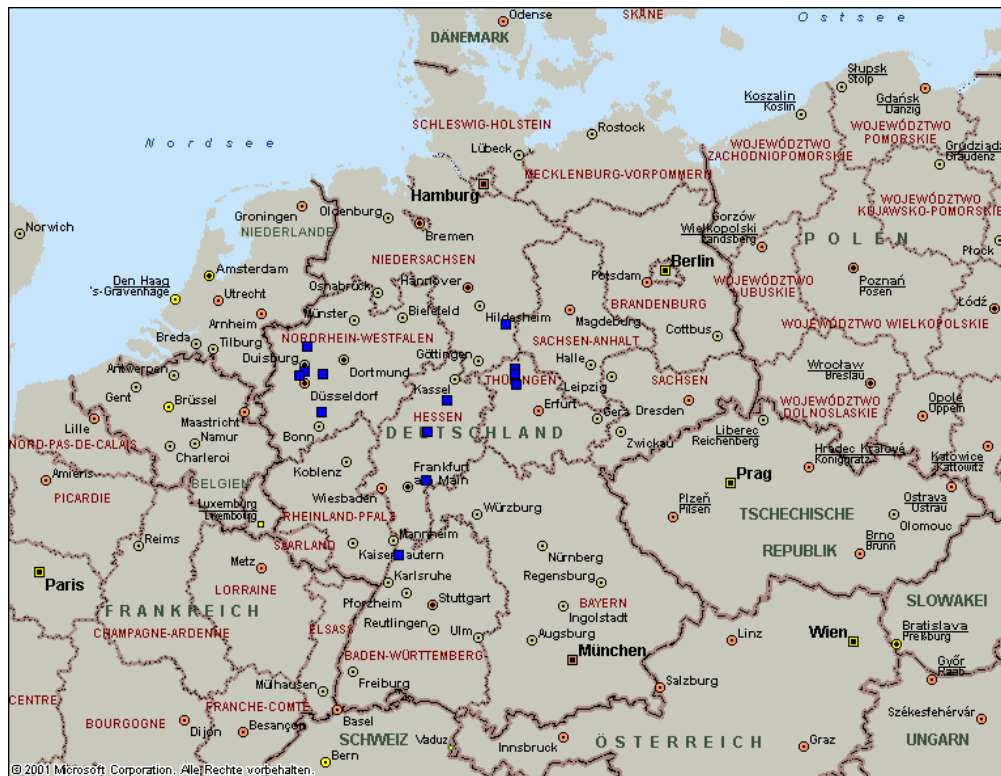 Odense
SKÅNE
Ostsee
DÄNEMARK
Słupsk
Stolp
Koszalin
Köslin
Gdańsk
Danzig
SCHLESWIG-HOLSTEIN
Rostock
WOJEWÓDZTWO
ZACHODNIOPOMORSKIE
WOJEWÓDZTWO
POMORSKIE
Nordsee
Lübeck
Grudziądz
Graudenz
MECKLENBURG-VORPOMMERN
Hamburg
WOJEWÓDZTWO
KUJAWSKO-POMORSKIE
Groningen
Oldenburg
NIEDERLANDE
Bremen
Gorzów
Wielkopolski
Landsberg
Norwich
POLEN
Płock
NIEDERSACHSEN
Amsterdam
Berlin
Den Haag
's-Gravenhage
Osnabrück
Hannover
Potsdam
WOJEWÓDZTWO
LUBUSKIE
Poznań
Posen
Utrecht
BRANDENBURG
Łódź
Arnheim
Münster
Bielefeld
Hildesheim
Magdeburg
WOJEWÓDZTWO WIELKOPOLSKIE
Breda
Tilburg
NORDRHEIN-WESTFALEN
SACHSEN-ANHALT
Cottbus
Duisburg
Dortmund
Göttingen
Halle
Wrocław
Breslau
Antwerpen
Gent
Kassel
THÜRINGEN
Leipzig
SACHSEN
Brüssel
Düsseldorf
Erfurt
Gera
Dresden
WOJEWÓDZTWO
DOLNOSLASKIE
Opole
Oppeln
Lille
Maastricht
HESSEN
Bonn
DEUTSCHLAND
Zwickau
Liberec
Reichenberg
NORD-PAS-DE-CALAIS
Namur
Charleroi
Hradec Králové
Königgrätz
Katowice
Kattowitz
Amiens
Koblenz
Frankfurt
am Main
Prag
BELGIEN
PICARDIE
Wiesbaden
Plzeň
Pilsen
Ostrava
Ostrau
Luxemburg
Luxembourg
RHEINLAND-PFALZ
Würzburg
TSCHECHISCHE
Olomouc
Reims
SAARLAND
Mannheim
Nürnberg
Brno
Brünn
Metz
Kaiserslautern
REPUBLIK
Paris
LORRAINE
Karlsruhe
Regensburg
Pforzheim
Stuttgart
BAYERN
SLOWAKEI
FRANKREICH
Ingolstadt
CHAMPAGNE-ARDENNE
ELSASS
Reutlingen
Ulm
Augsburg
Linz
Wien
Bratislava
Preßburg
München
BADEN-WÜRTTEMBERG
Győr
Raab
Mülhausen
Freiburg
Salzburg
CENTRE
FRANCHE-COMTE
BOURGOGNE
Dijon
Besançon
Basel
Székesfehérvár
SCHWEIZ
Vaduz
Innsbruck
ÖSTERREICH
Graz
UNGARN
Bern
© 2001 Microsoft Corporation. Alle Rechte vorbehalten.